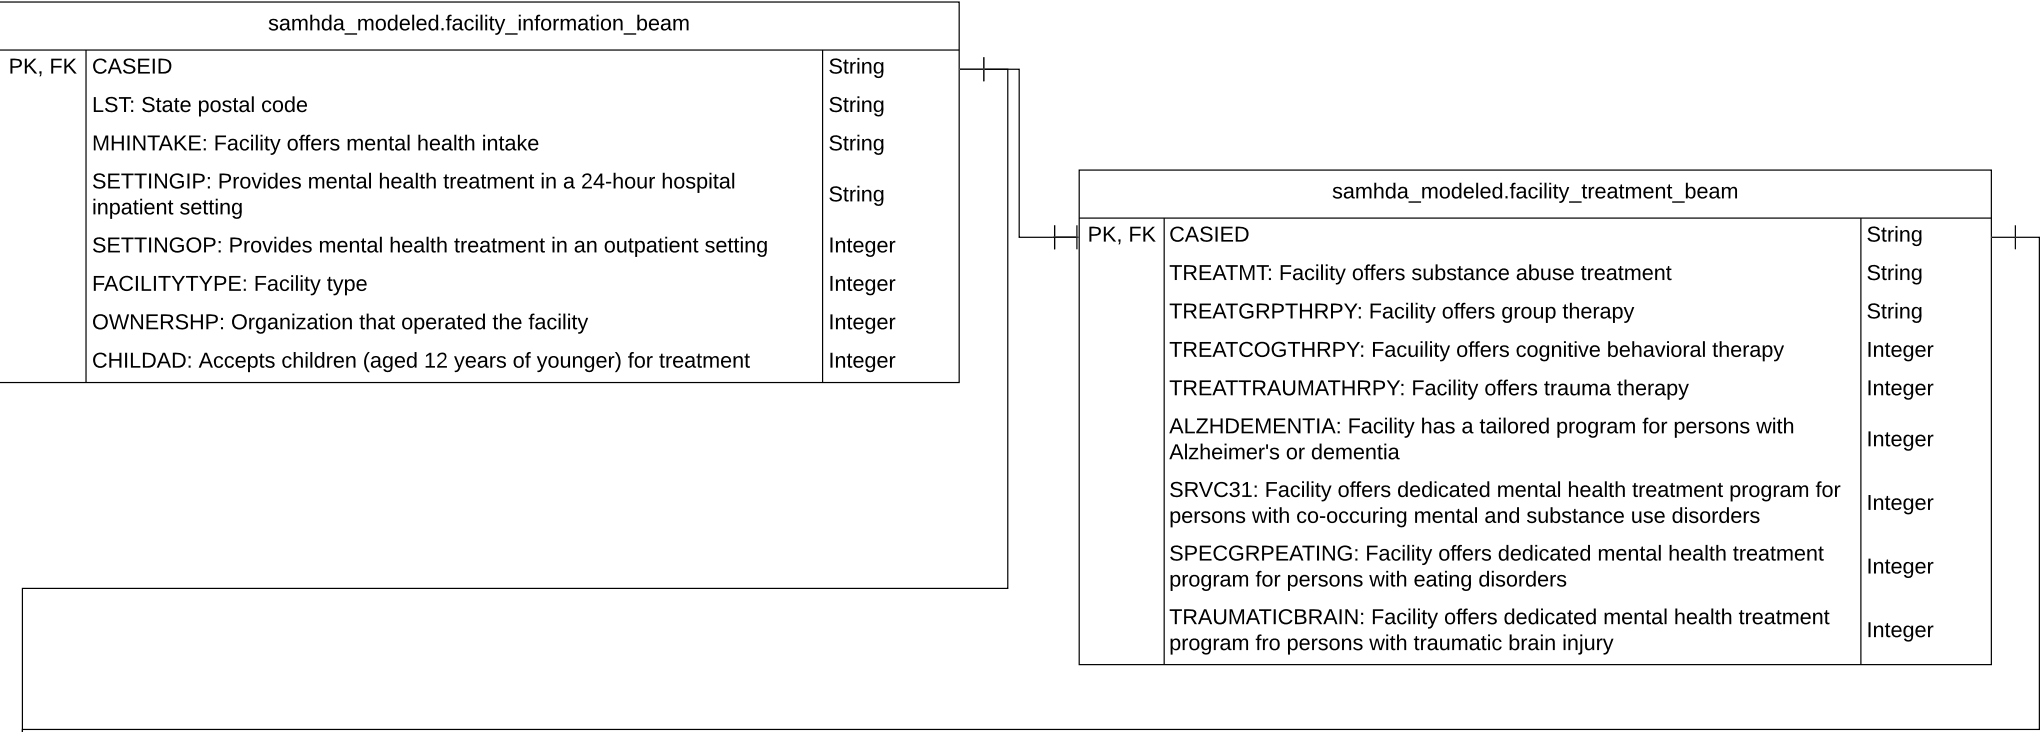 samhda_modeled.facility_information_beam
PK, FK CASEID String
LST: State postal code String
MHINTAKE: Facility offers mental health intake String
SETTINGIP: Provides mental health treatment in a 24-hour hospital
inpatient setting String
SETTINGOP: Provides mental health treatment in an outpatient setting Integer
FACILITYTYPE: Facility type Integer
OWNERSHP: Organization that operated the facility Integer
CHILDAD: Accepts children (aged 12 years of younger) for treatment Integer
samhda_modeled.facility_treatment_beam
PK, FK CASIED String
TREATMT: Facility offers substance abuse treatment String
TREATGRPTHRPY: Facility offers group therapy String
TREATCOGTHRPY: Facuility offers cognitive behavioral therapy Integer
TREATTRAUMATHRPY: Facility offers trauma therapy Integer
ALZHDEMENTIA: Facility has a tailored program for persons with
Alzheimer's or dementia Integer
SRVC31: Facility offers dedicated mental health treatment program for
persons with co-occuring mental and substance use disorders Integer
SPECGRPEATING: Facility offers dedicated mental health treatment
program for persons with eating disorders Integer
TRAUMATICBRAIN: Facility offers dedicated mental health treatment
program fro persons with traumatic brain injury Integer